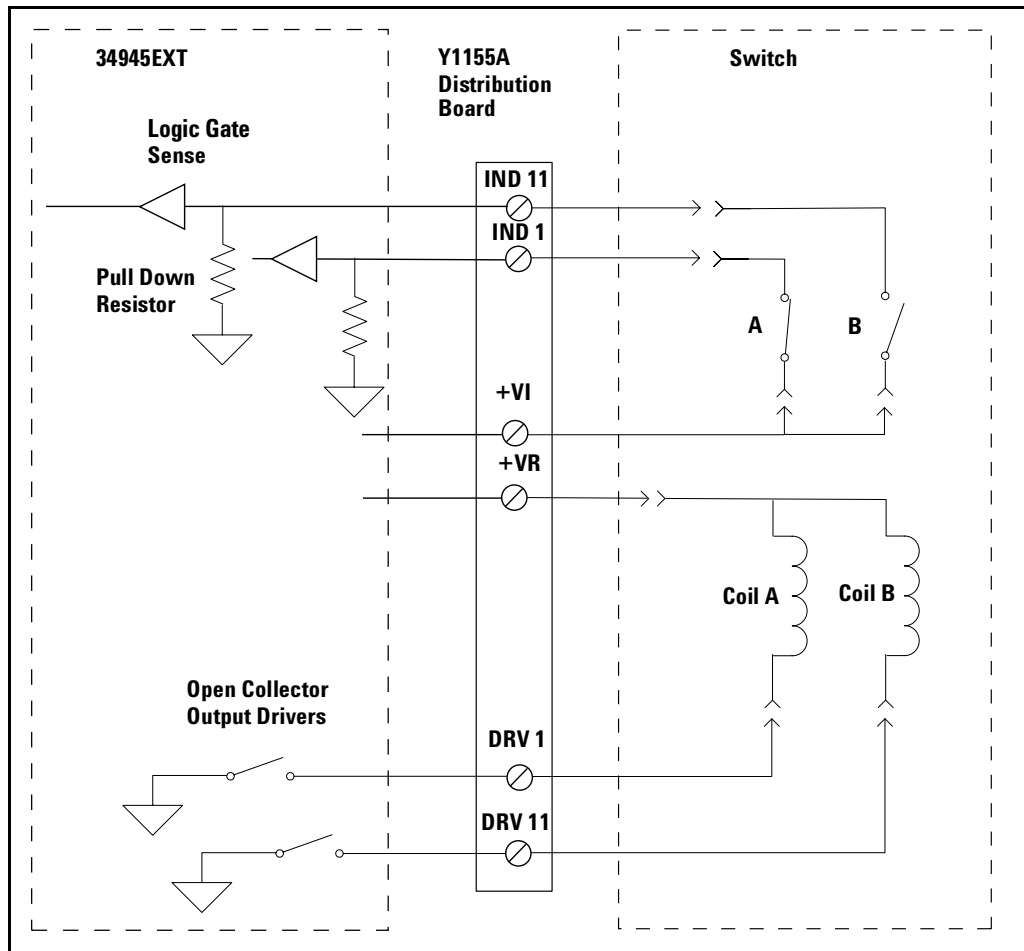 34945EXT
Y1155A
Distribution
Board
Switch
Logic Gate
Sense
IND 11
IND 1
Pull Down
Resistor
A
B
+VI
+VR
Coil A
Coil B
Open Collector
Output Drivers
DRV 1
DRV 11